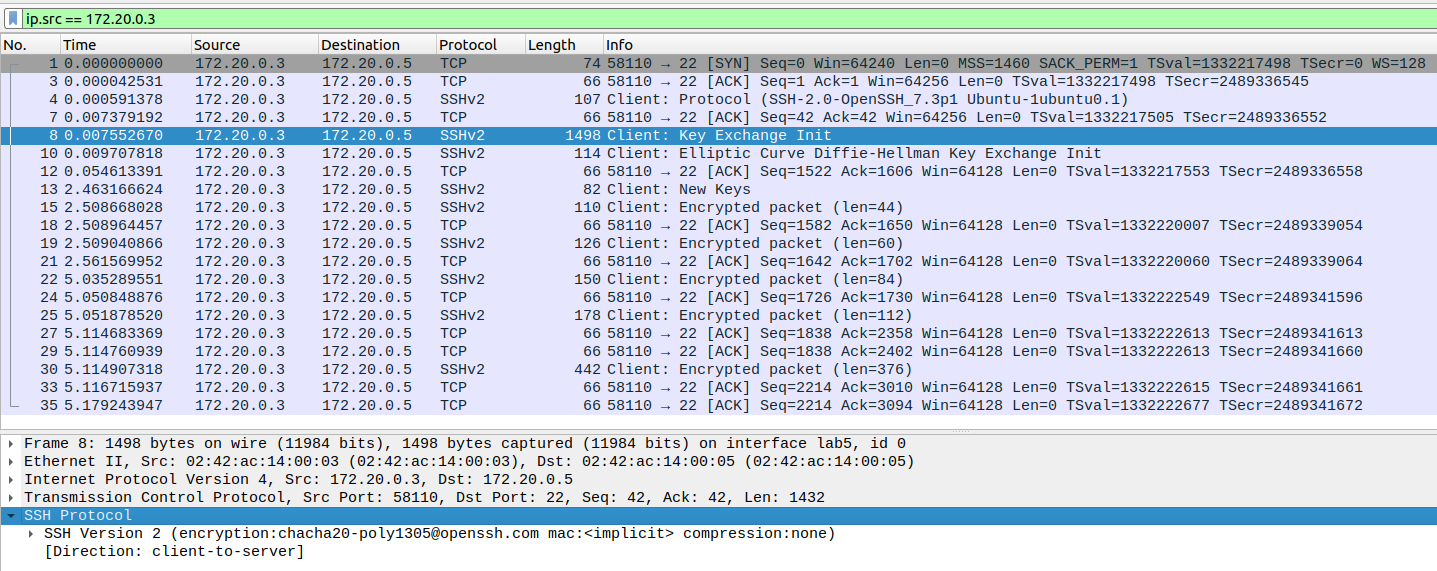 ip.src == 172.20.0.3
No. Time Source Destination Protocol Length Info
1 0.000000000 172.20.0.3 172.20.0.5 TCP 74 58110 → 22 [SYN] Seq=0 Win=64240 Len=0 MSS=1460 SACK_PERM=1 TSval=1332217498 TSecr=0 WS=128
3 0.000042531 172.20.0.3 172.20.0.5 TCP 66 58110 → 22 [ACK] Seq=1 Ack=1 Win=64256 Len=0 TSval=1332217498 TSecr=2489336545
4 0.000591378 172.20.0.3 172.20.0.5 SSHv2 107 Client: Protocol (SSH-2.0-OpenSSH_7.3p1 Ubuntu-1ubuntu0.1)
7 0.007379192 172.20.0.3 172.20.0.5 TCP 66 58110 → 22 [ACK] Seq=42 Ack=42 Win=64256 Len=0 TSval=1332217505 TSecr=2489336552
8 0.007552670 172.20.0.3 172.20.0.5 SSHv2 1498 Client: Key Exchange Init
10 0.009707818 172.20.0.3 172.20.0.5 SSHv2 114 Client: Elliptic Curve Diffie-Hellman Key Exchange Init
12 0.054613391 172.20.0.3 172.20.0.5 TCP 66 58110 → 22 [ACK] Seq=1522 Ack=1606 Win=64128 Len=0 TSval=1332217553 TSecr=2489336558
13 2.463166624 172.20.0.3 172.20.0.5 SSHv2 82 Client: New Keys
15 2.508668028 172.20.0.3 172.20.0.5 SSHv2 110 Client: Encrypted packet (len=44)
18 2.508964457 172.20.0.3 172.20.0.5 TCP 66 58110 → 22 [ACK] Seq=1582 Ack=1650 Win=64128 Len=0 TSval=1332220007 TSecr=2489339054
19 2.509040866 172.20.0.3 172.20.0.5 SSHv2 126 Client: Encrypted packet (len=60)
21 2.561569952 172.20.0.3 172.20.0.5 TCP 66 58110 → 22 [ACK] Seq=1642 Ack=1702 Win=64128 Len=0 TSval=1332220060 TSecr=2489339064
22 5.035289551 172.20.0.3 172.20.0.5 SSHv2 150 Client: Encrypted packet (len=84)
24 5.050848876 172.20.0.3 172.20.0.5 TCP 66 58110 → 22 [ACK] Seq=1726 Ack=1730 Win=64128 Len=0 TSval=1332222549 TSecr=2489341596
25 5.051878520 172.20.0.3 172.20.0.5 SSHv2 178 Client: Encrypted packet (len=112)
27 5.114683369 172.20.0.3 172.20.0.5 TCP 66 58110 → 22 [ACK] Seq=1838 Ack=2358 Win=64128 Len=0 TSval=1332222613 TSecr=2489341613
29 5.114760939 172.20.0.3 172.20.0.5 TCP 66 58110 → 22 [ACK] Seq=1838 Ack=2402 Win=64128 Len=0 TSval=1332222613 TSecr=2489341660
30 5.114907318 172.20.0.3 172.20.0.5 SSHv2 442 Client: Encrypted packet (len=376)
33 5.116715937 172.20.0.3 172.20.0.5 TCP 66 58110 → 22 [ACK] Seq=2214 Ack=3010 Win=64128 Len=0 TSval=1332222615 TSecr=2489341661
35 5.179243947 172.20.0.3 172.20.0.5 TCP 66 58110 → 22 [ACK] Seq=2214 Ack=3094 Win=64128 Len=0 TSval=1332222677 TSecr=2489341672
Frame 8: 1498 bytes on wire (11984 bits), 1498 bytes captured (11984 bits) on interface lab5, id 0
Ethernet II, Src: 02:42:ac:14:00:03 (02:42:ac:14:00:03), Dst: 02:42:ac:14:00:05 (02:42:ac:14:00:05)
Internet Protocol Version 4, Src: 172.20.0.3, Dst: 172.20.0.5
Transmission Control Protocol, Src Port: 58110, Dst Port: 22, Seq: 42, Ack: 42, Len: 1432
SSH Protocol
SSH Version 2 (encryption:chacha20-poly1305@openssh.com mac:<implicit> compression:none)
[Direction: client-to-server]